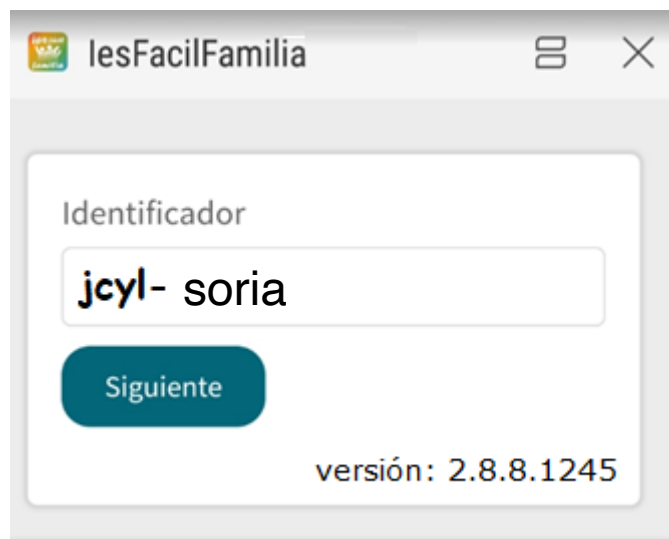 IesFacilFamilia
Identificador
jcyl- soria
Siguiente
versión: 2.8.8.1245